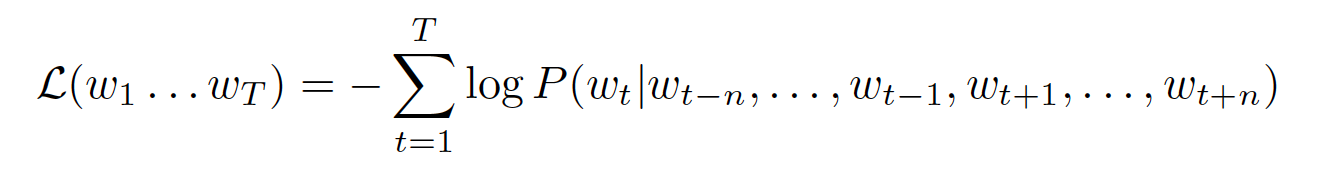 ℒ(w₁ … w_T) = − ∑_{t=1}^{T} log P(w_t|w_{t−n}, …, w_{t−1}, w_{t+1}, …, w_{t+n})